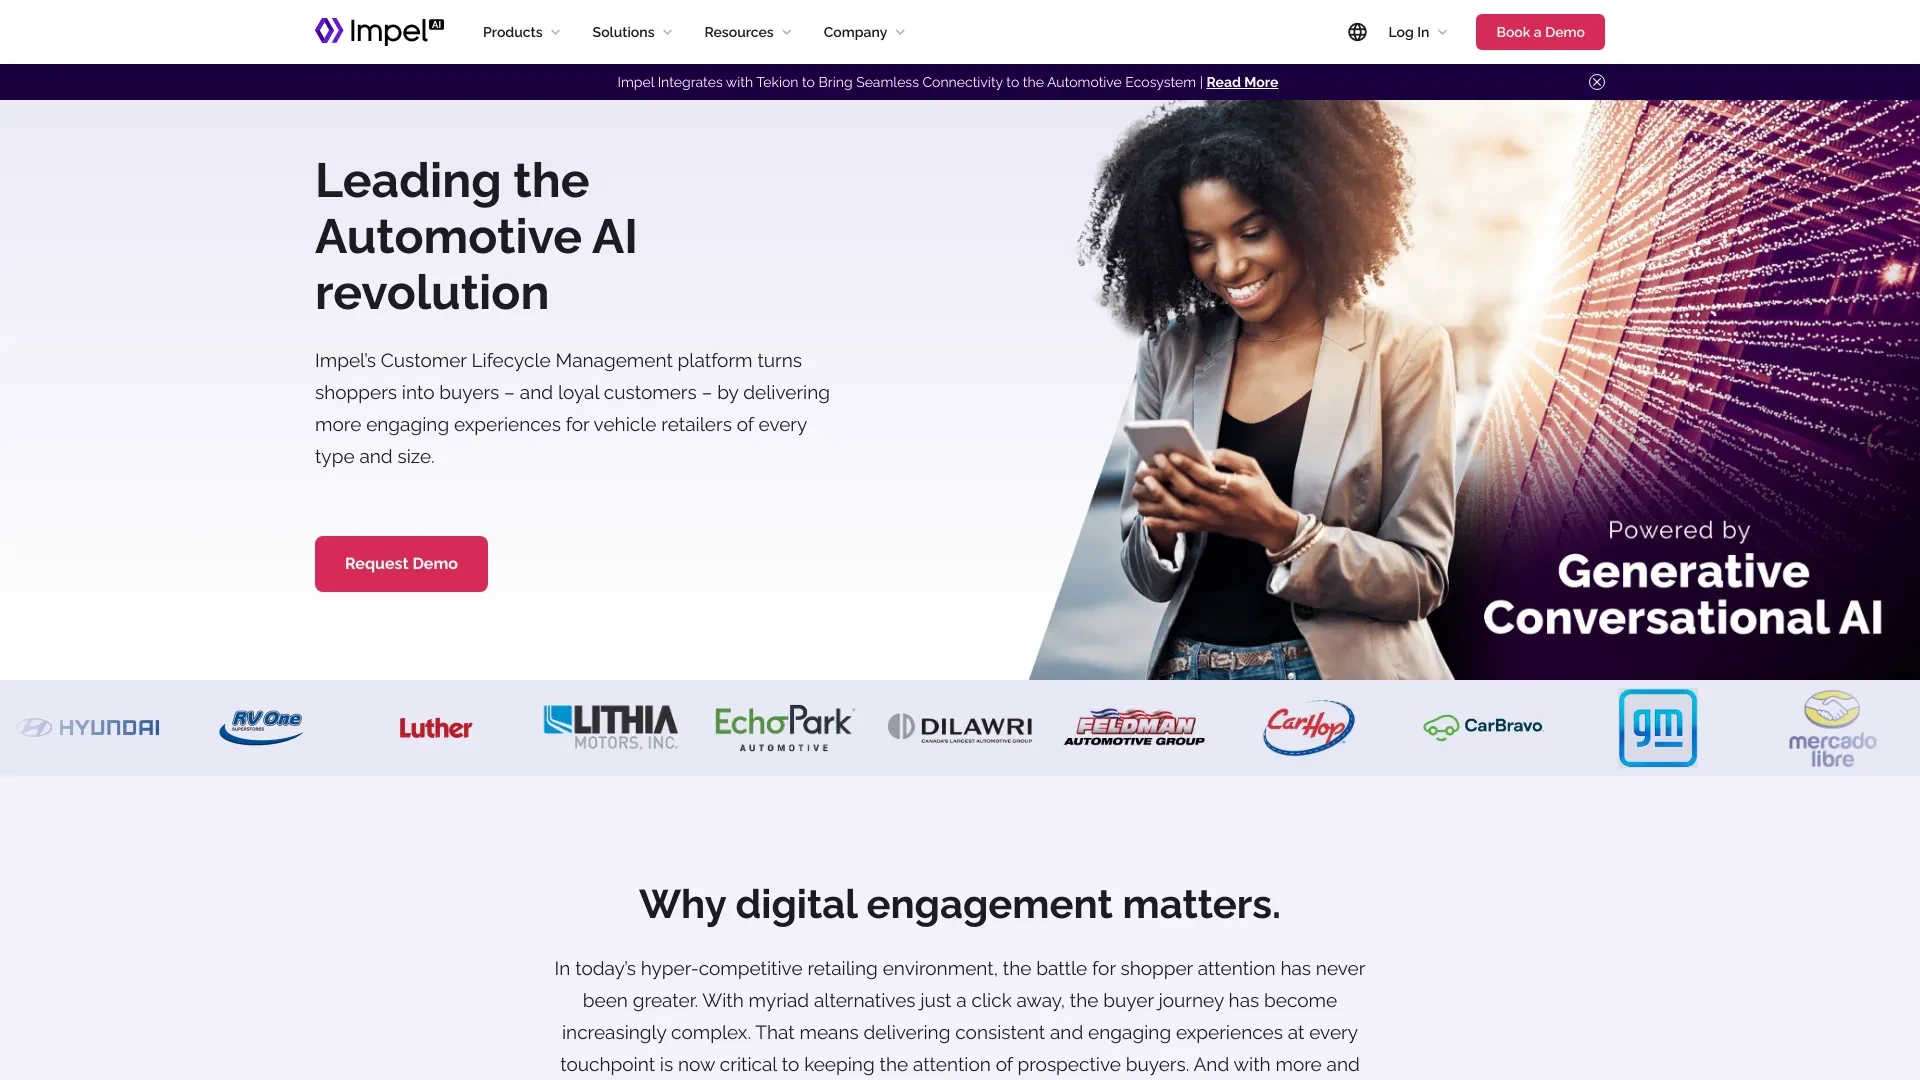 Impel AI
Products
Solutions
Resources
Company
Log In
Book a Demo
Impel Integrates with Tekion to Bring Seamless Connectivity to the Automotive Ecosystem | Read More
Leading the
Automotive AI
revolution
Impel’s Customer Lifecycle Management platform turns
shoppers into buyers – and loyal customers – by delivering
more engaging experiences for vehicle retailers of every
type and size.
Request Demo
Powered by
Generative
Conversational AI
HYUNDAI
RV One
SUPERSTORES
Luther
LITHIA
MOTORS, INC.
EchoPark
AUTOMOTIVE
DILAWRI
CANADA'S LARGEST AUTOMOTIVE GROUP
FELDMAN
AUTOMOTIVE GROUP
CarHop
CarBravo
gm
mercado
libre
Why digital engagement matters.
In today’s hyper-competitive retailing environment, the battle for shopper attention has never
been greater. With myriad alternatives just a click away, the buyer journey has become
increasingly complex. That means delivering consistent and engaging experiences at every
touchpoint is now critical to keeping the attention of prospective buyers. And with more and